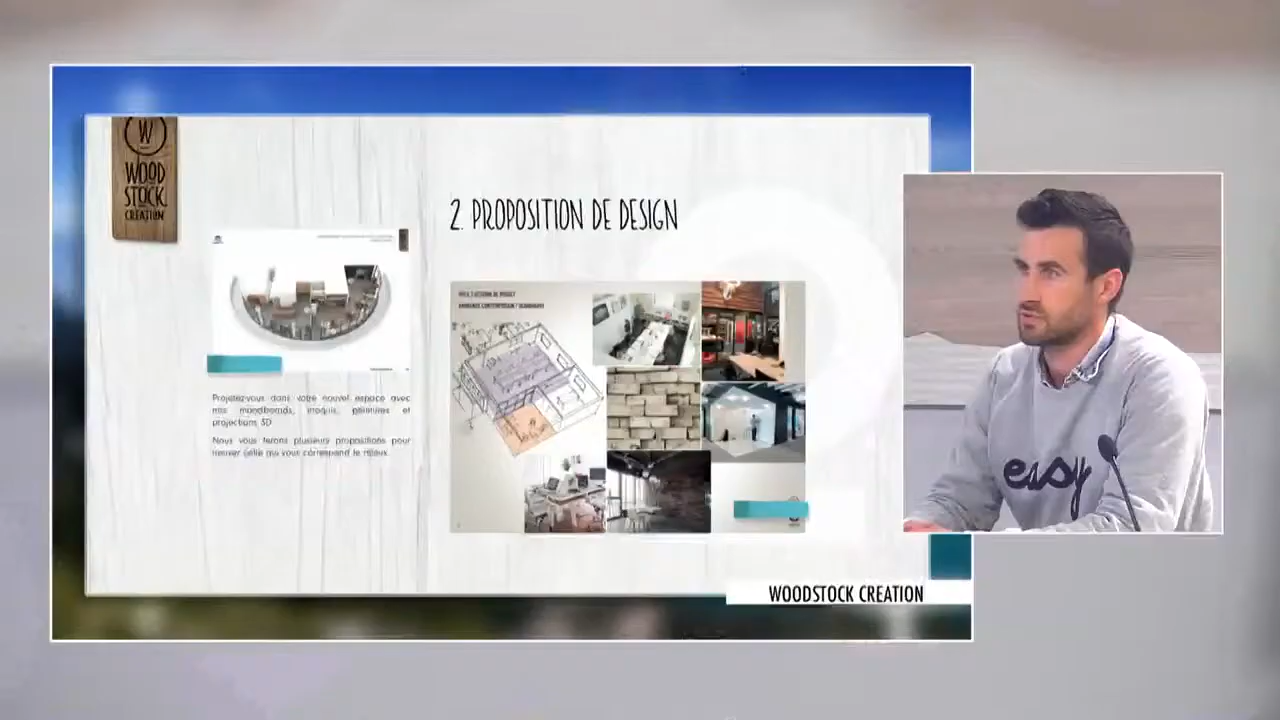 W
WOOD
STOCK
CREATION
2. PROPOSITION DE DESIGN
Projetez-vous dans votre nouvel espace avec
nos moodboards, croquis, peintures et
projections 3D
Nous vous ferons plusieurs propositions pour
trouver celle qui vous correspond le mieux.
easy
WOODSTOCK CREATION